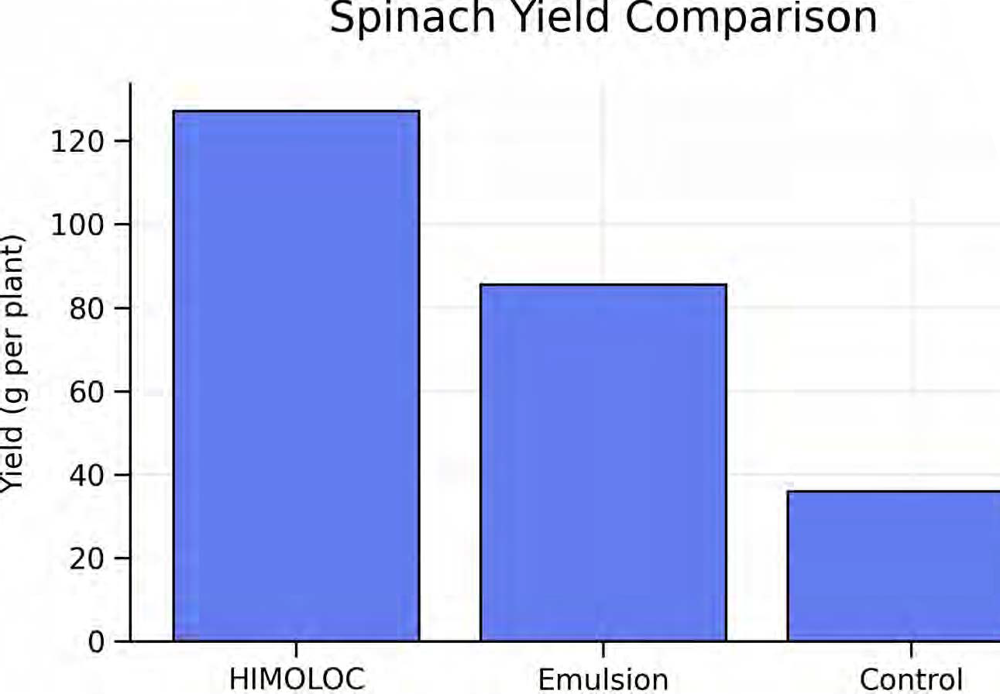 Spinach Yield Comparison
Yield (g per plant)
120
100
80
60
40
20
0
HIMOLOC
Emulsion
Control